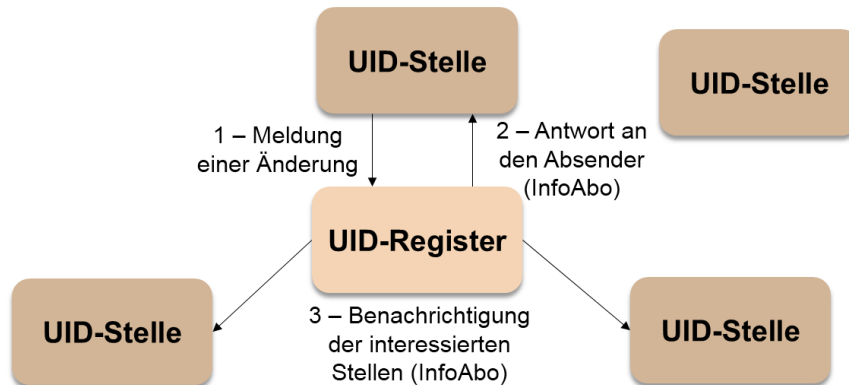 UID-Stelle
UID-Stelle
1 – Meldung
einer Änderung
2 – Antwort an
den Absender
(InfoAbo)
UID-Register
UID-Stelle
3 – Benachrichtigung
der interessierten
Stellen (InfoAbo)
UID-Stelle